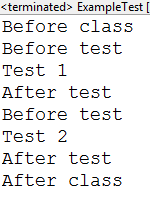 <terminated> ExampleTest [
Before class
Before test
Test 1
After test
Before test
Test 2
After test
After class